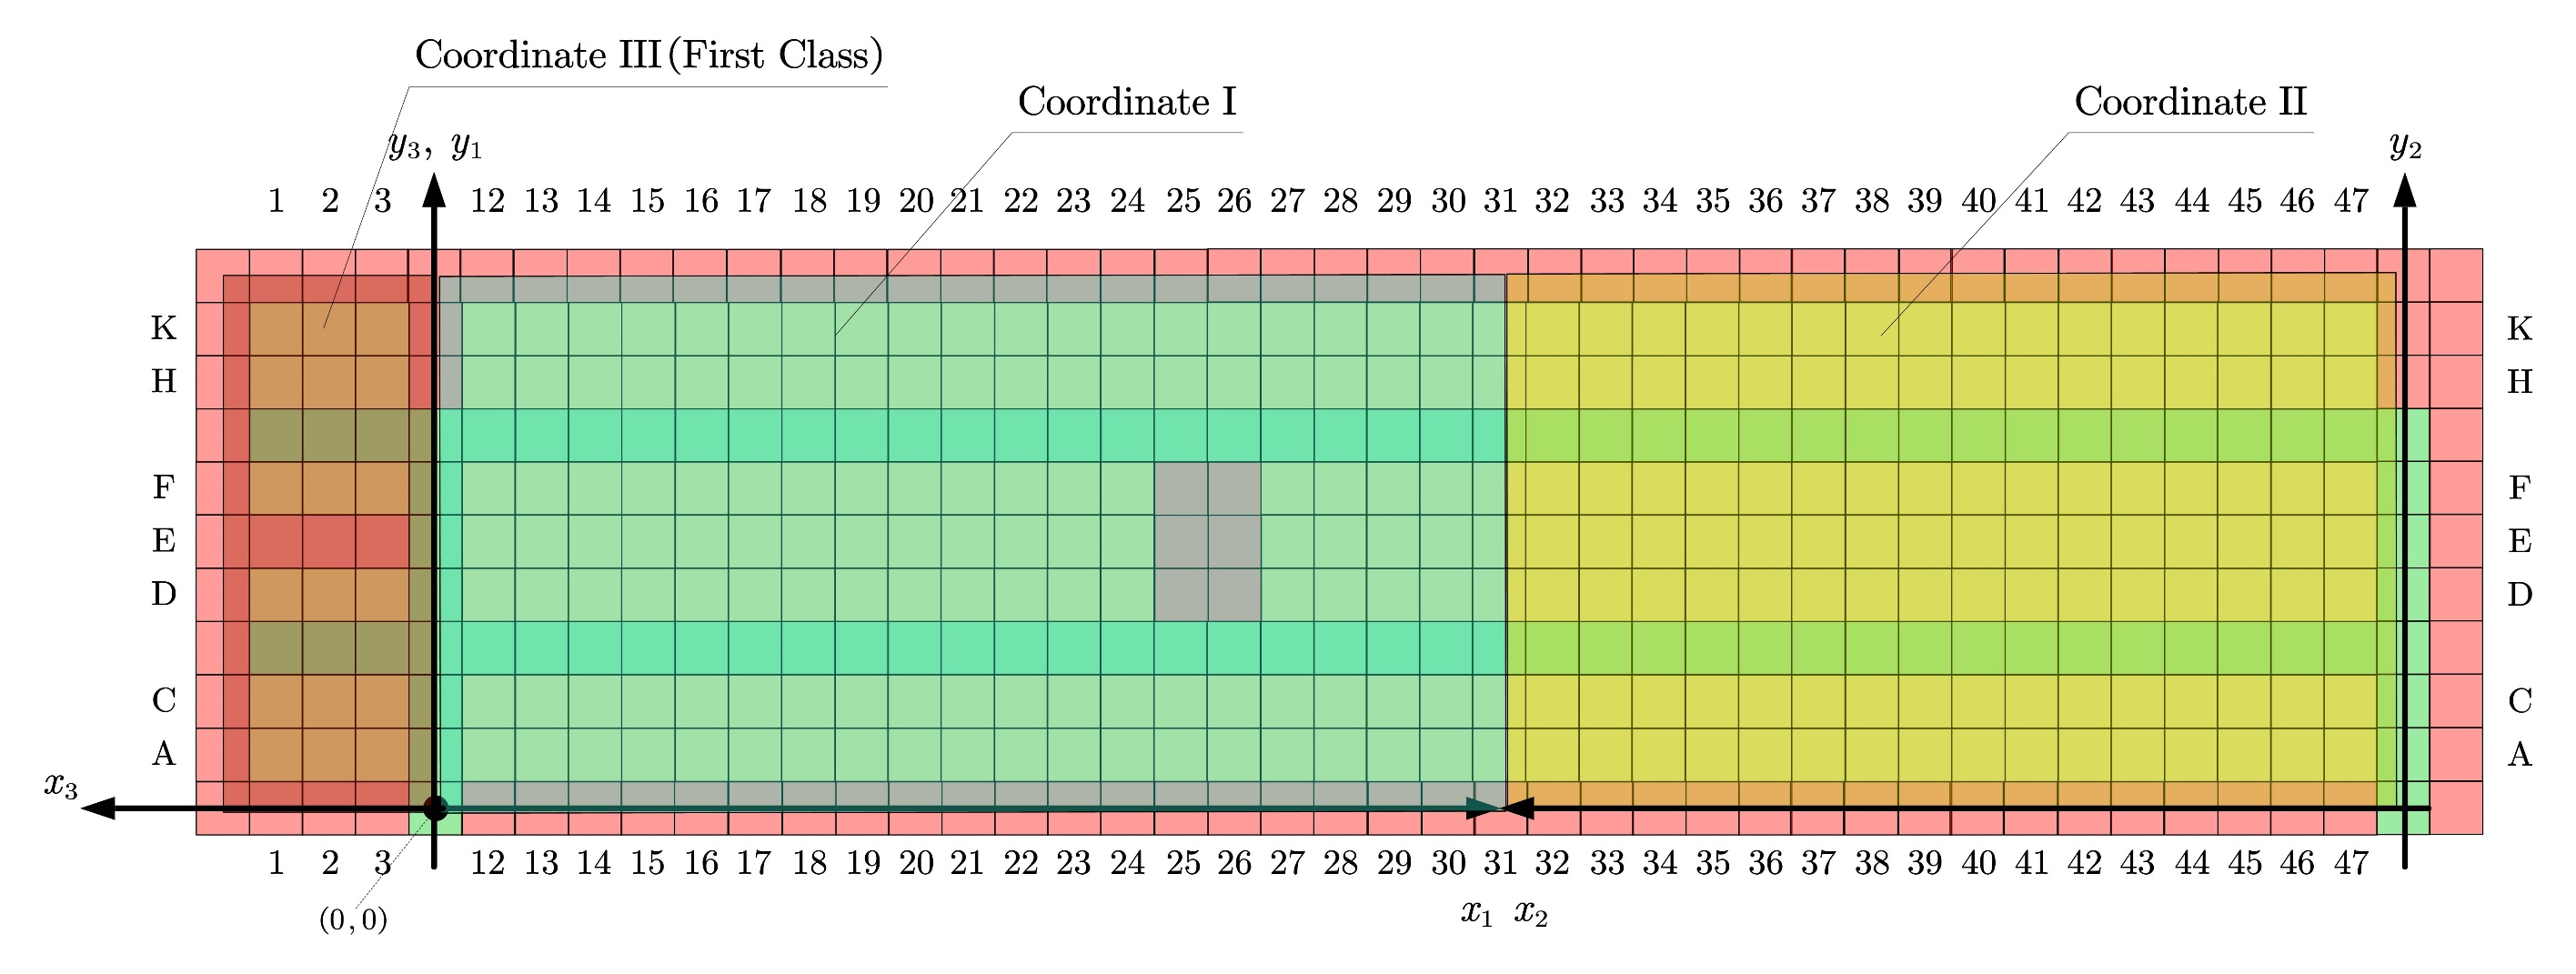 Coordinate III(First Class)
Coordinate I
Coordinate II
y₃, y₁
y₂
1 2 3 12 13 14 15 16 17 18 19 20 21 22 23 24 25 26 27 28 29 30 31 32 33 34 35 36 37 38 39 40 41 42 43 44 45 46 47
K K
H H
F F
E E
D D
C C
A A
x₃
1 2 3 12 13 14 15 16 17 18 19 20 21 22 23 24 25 26 27 28 29 30 31 32 33 34 35 36 37 38 39 40 41 42 43 44 45 46 47
(0,0)
x₁ x₂